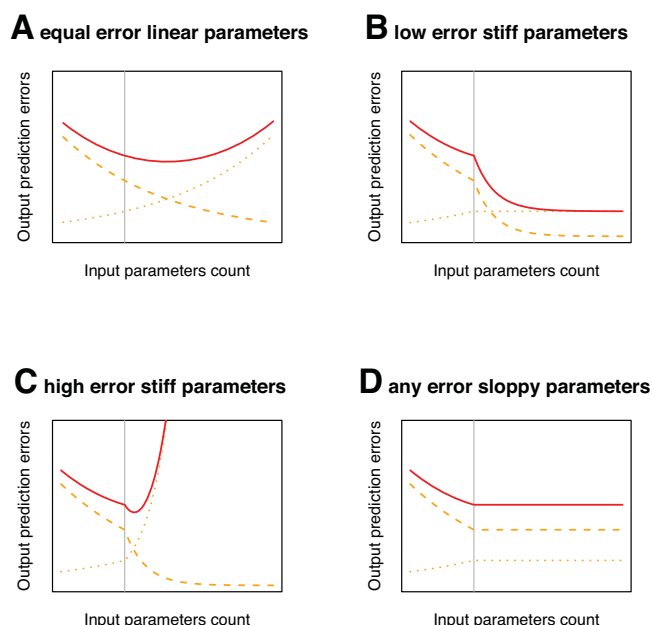 A equal error linear parameters
B low error stiff parameters
Output prediction errors
Output prediction errors
Input parameters count
Input parameters count
C high error stiff parameters
D any error sloppy parameters
Output prediction errors
Output prediction errors
Input parameters count
Input parameters count